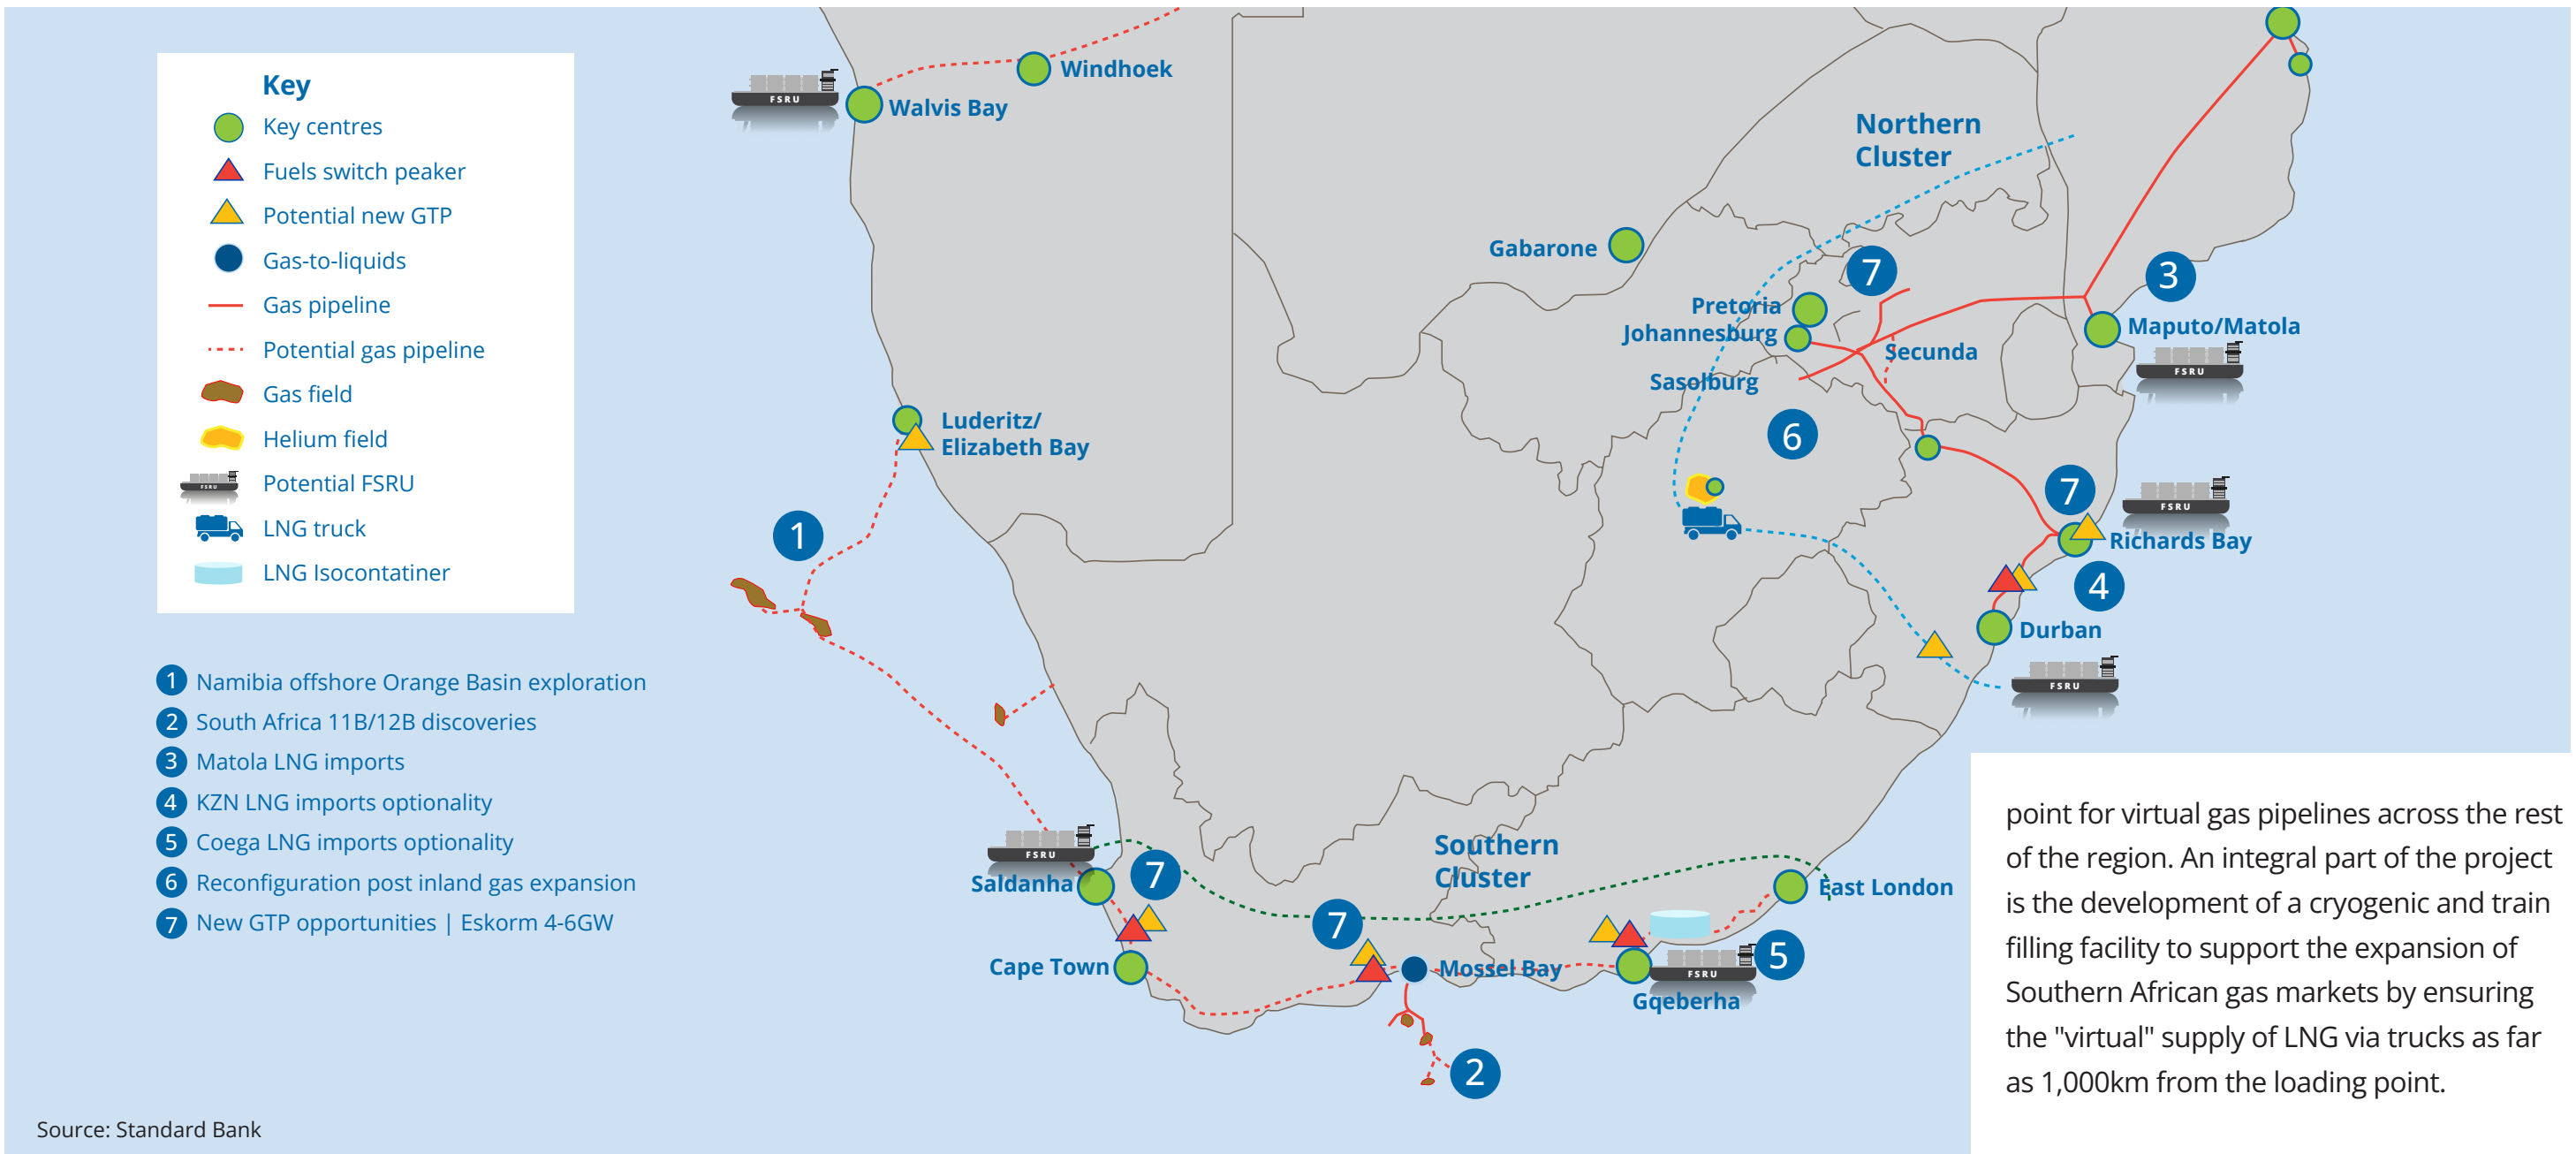 Key
Key centres
Fuels switch peaker
Potential new GTP
Gas-to-liquids
Gas pipeline
Potential gas pipeline
Gas field
Helium field
FSRU
Potential FSRU
LNG truck
LNG Isocontatiner
1 Namibia offshore Orange Basin exploration
2 South Africa 11B/12B discoveries
3 Matola LNG imports
4 KZN LNG imports optionality
5 Coega LNG imports optionality
6 Reconfiguration post inland gas expansion
7 New GTP opportunities | Eskorm 4-6GW
Windhoek
FSRU
Walvis Bay
Northern
Cluster
Gabarone
7
3
Pretoria
Johannesburg
Maputo/Matola
Secunda
FSRU
Sasolburg
Luderitz/
Elizabeth Bay
6
7
FSRU
1
Richards Bay
4
Durban
FSRU
FSRU
Southern
Cluster
7
Saldanha
East London
7
Cape Town
Mossel Bay
FSRU
5
Gqeberha
2
point for virtual gas pipelines across the rest
of the region. An integral part of the project
is the development of a cryogenic and train
filling facility to support the expansion of
Southern African gas markets by ensuring
the "virtual" supply of LNG via trucks as far
as 1,000km from the loading point.
Source: Standard Bank